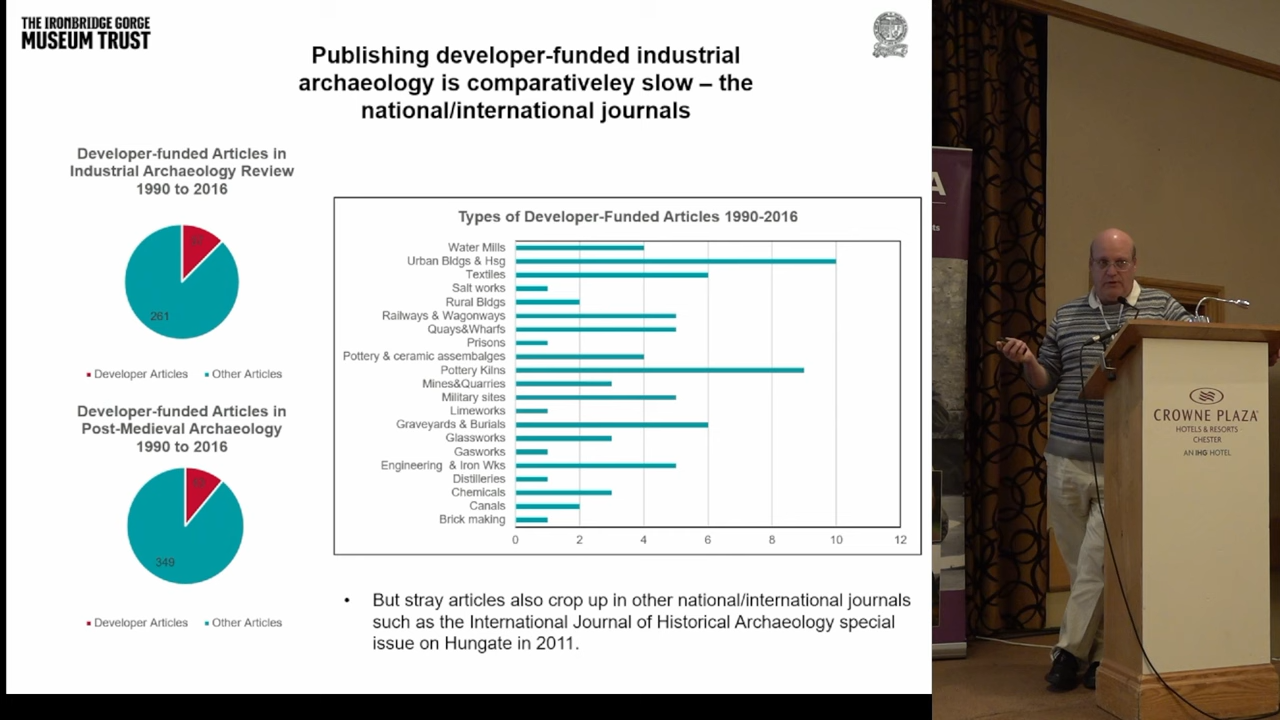 THE IRONBRIDGE GORGE
MUSEUM TRUST
Publishing developer-funded industrial
archaeology is comparativeley slow – the
national/international journals
Developer-funded Articles in
Industrial Archaeology Review
1990 to 2016
261
Developer Articles
Other Articles
Developer-funded Articles in
Post-Medieval Archaeology
1990 to 2016
349
Developer Articles
Other Articles
Types of Developer-Funded Articles 1990-2016
Water Mills
Urban Bldgs & Hsg
Textiles
Salt works
Rural Bldgs
Railways & Wagonways
Quays&Wharfs
Prisons
Pottery & ceramic assembalges
Pottery Kilns
Mines&Quarries
Military sites
Limeworks
Graveyards & Burials
Glassworks
Gasworks
Engineering & Iron Wks
Distilleries
Chemicals
Canals
Brick making
0 2 4 6 8 10 12
• But stray articles also crop up in other national/international journals
such as the International Journal of Historical Archaeology special
issue on Hungate in 2011.
A
ts
CROWNE PLAZA
HOTELS & RESORTS
CHESTER
AN IHG HOTEL